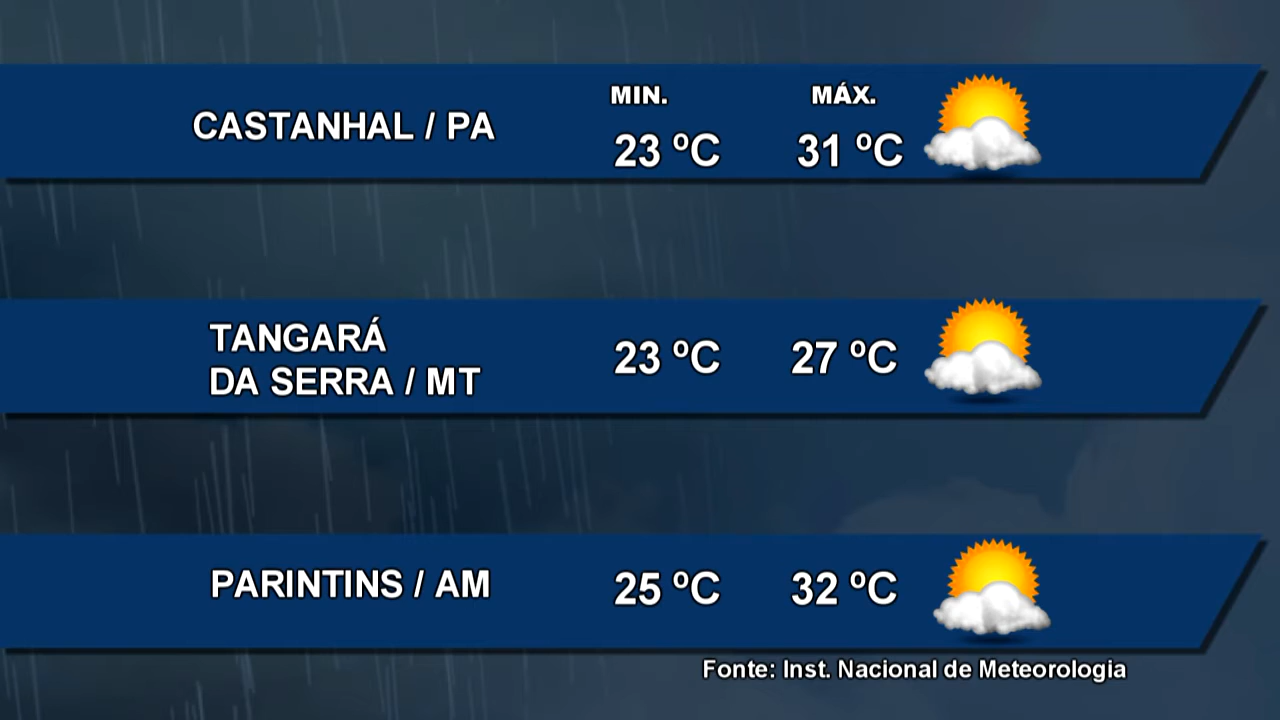 MIN. MÁX.
CASTANHAL / PA 23 ºC 31 ºC
TANGARÁ
DA SERRA / MT 23 ºC 27 ºC
PARINTINS / AM 25 ºC 32 ºC
Fonte: Inst. Nacional de Meteorologia